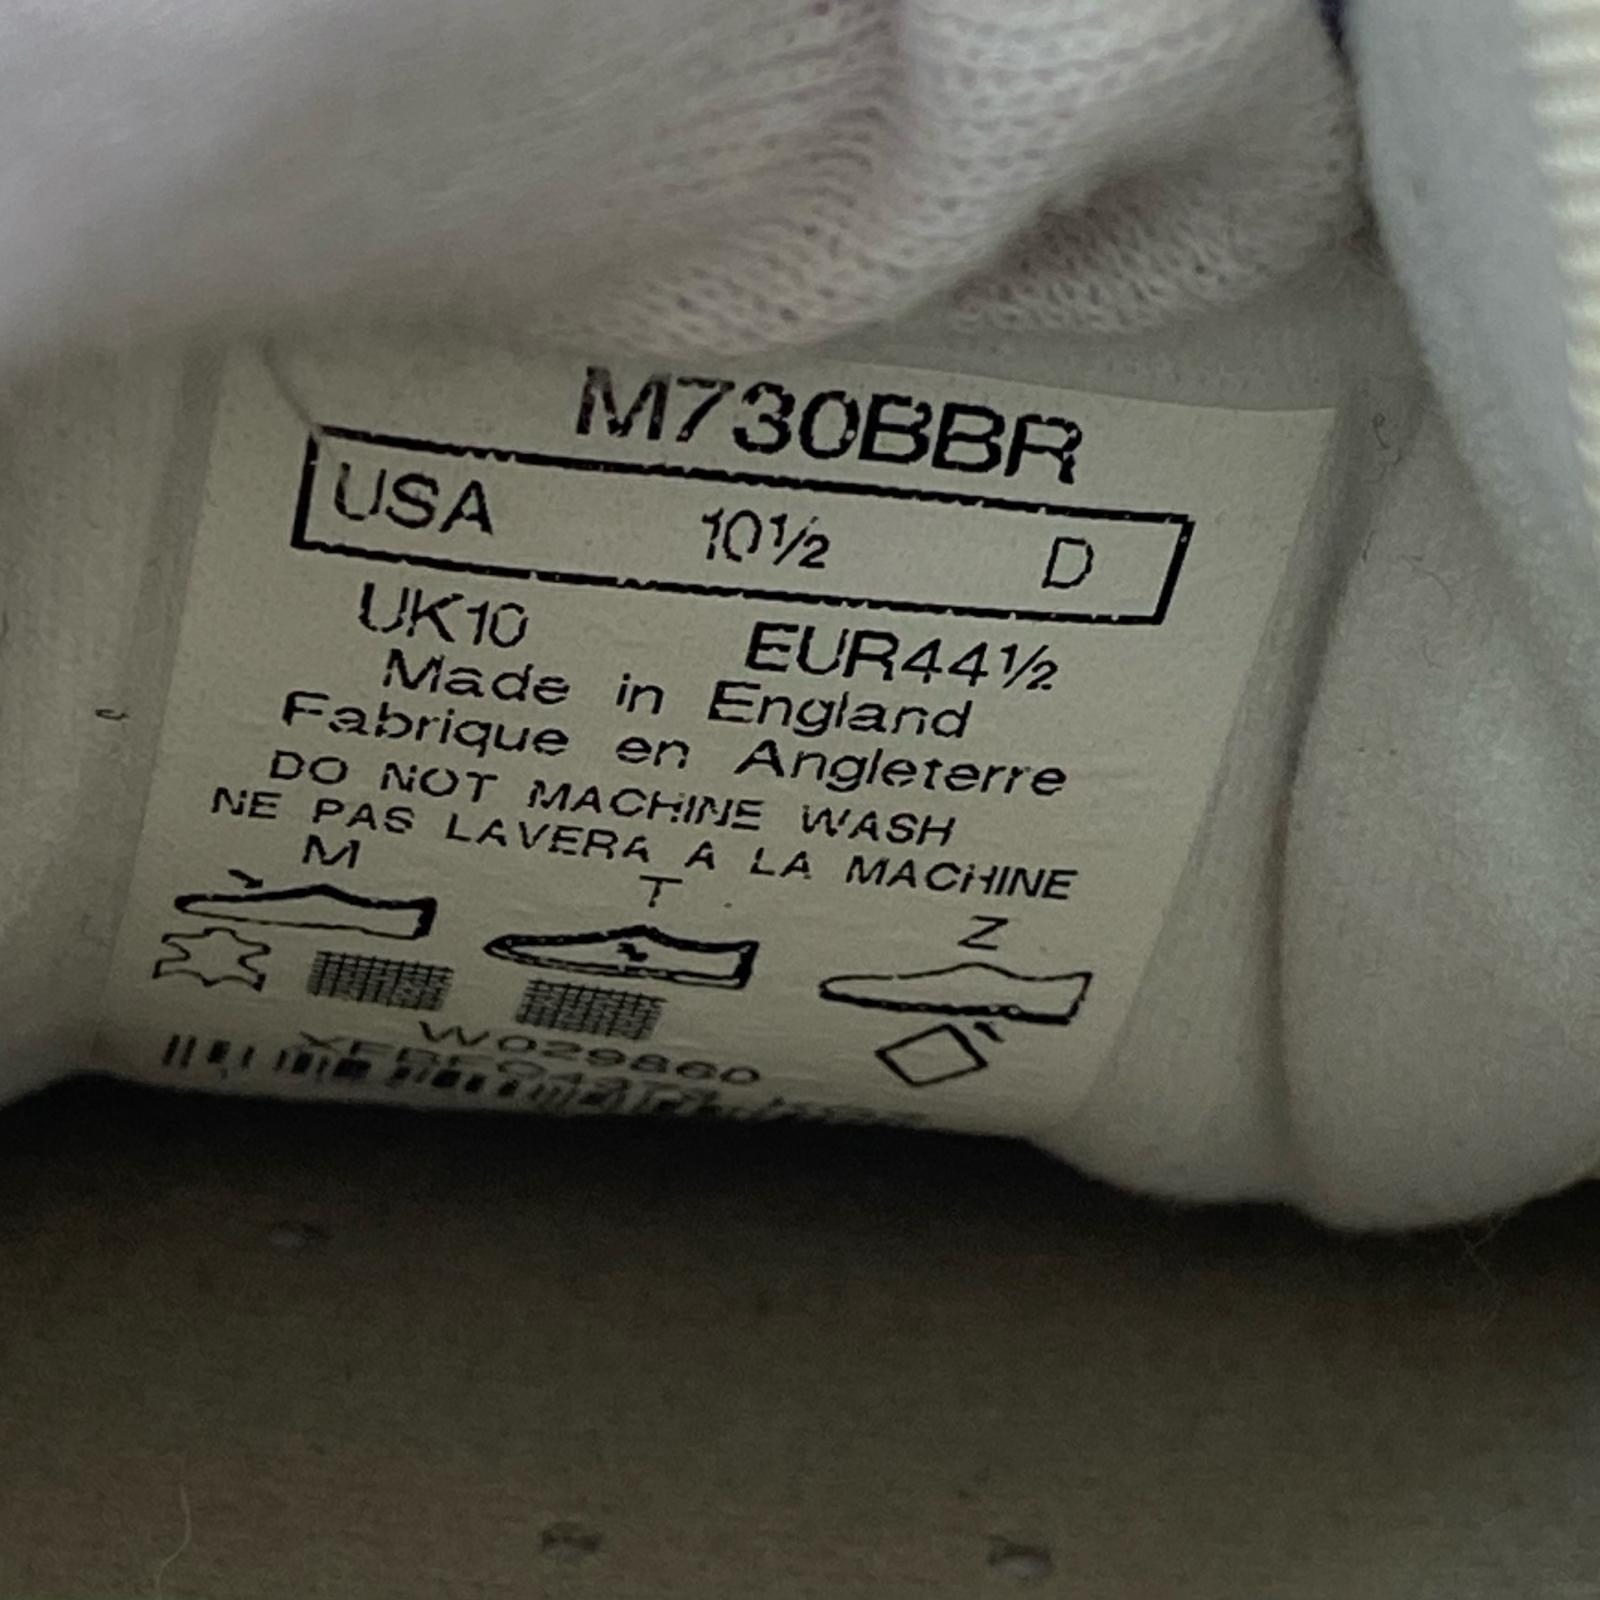 M730BBR
USA 10½ D
UK10 EUR44½
Made in England
Fabrique en Angleterre
DO NOT MACHINE WASH
NE PAS LAVERA A LA MACHINE
M
T
Z
W029860